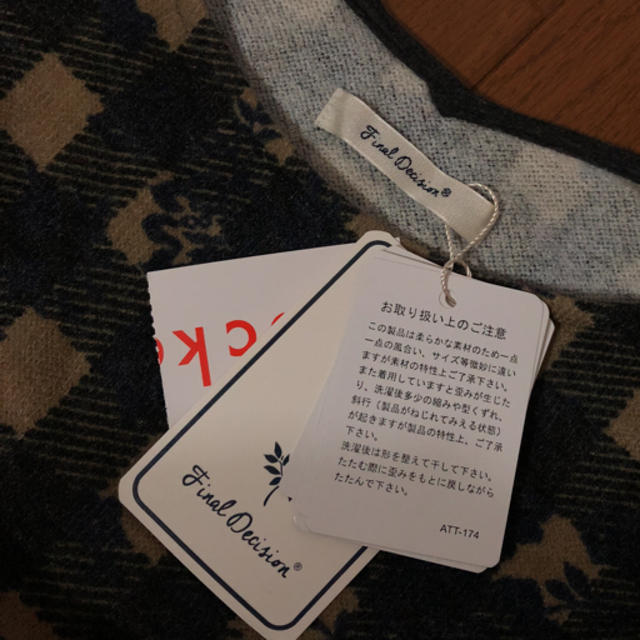 Final Decision®
お取り扱い上のご注意
この製品は柔らかな素材のため一点
一点の風合い、サイズ等微妙に違い
ますが素材の特性上ご了承下さい。
また着用していますと歪みが生じた
り、洗濯後多少の縮みや型くずれ、
斜行（製品がねじれてみえる状態）
が起きますが製品の特性上、ご了承
下さい。
洗濯後は形を整えて干して下さい。
たたむ際に歪みをもとに戻しながら
たたんで下さい。
ATT-174
Final Decision®
cke